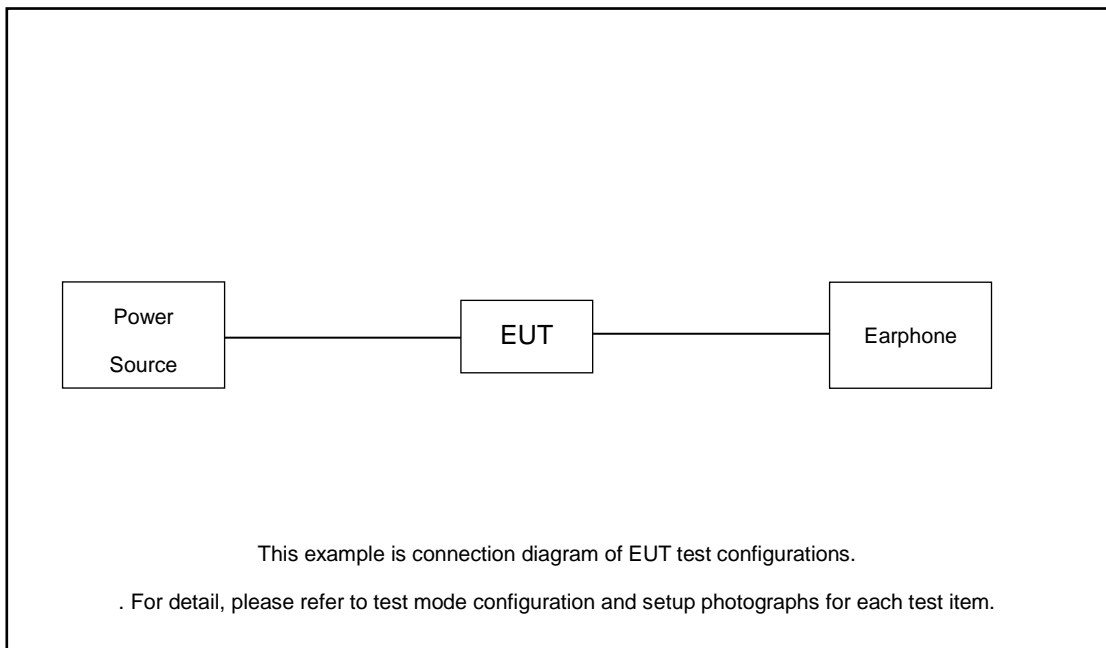 Power
Source
EUT
Earphone
This example is connection diagram of EUT test configurations.
. For detail, please refer to test mode configuration and setup photographs for each test item.